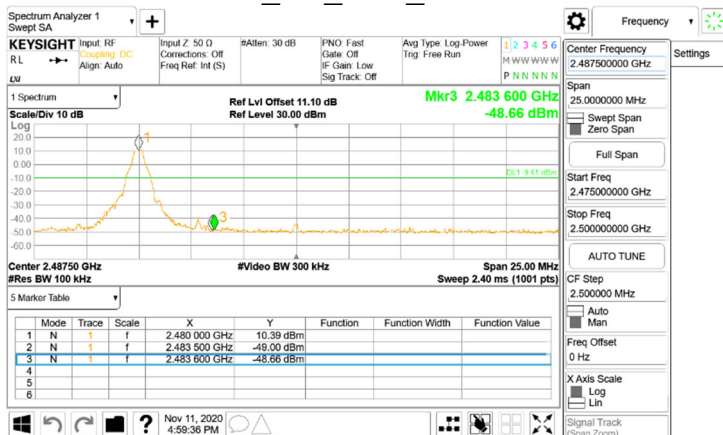 Spectrum Analyzer 1
Swept SA
+
Frequency
KEYSIGHT
RL
Input: RF
Coupling: DC
Align: Auto
Input Z: 50 Ω
Corrections: Off
Freq Ref: Int (S)
#Atten: 30 dB
PNO: Fast
Gate: Off
IF Gain: Low
Sig Track: Off
Avg Type: Log-Power
Trig: Free Run
1 2 3 4 5 6
M W W W W W
P N N N N N
LXI
1 Spectrum
Scale/Div 10 dB
Ref Lvl Offset 11.10 dB
Ref Level 30.00 dBm
Mkr3 2.483 600 GHz
-48.66 dBm
Log
20.0
10.0
0.00
-10.0
-20.0
-30.0
-40.0
-50.0
-60.0
1
3
DL1 -9.61 dBm
Center 2.48750 GHz
#Res BW 100 kHz
#Video BW 300 kHz
Span 25.00 MHz
Sweep 2.40 ms (1001 pts)
5 Marker Table
Mode Trace Scale X Y Function Function Width Function Value
1 N 1 f 2.480 000 GHz 10.39 dBm
2 N 1 f 2.483 500 GHz -49.00 dBm
3 N 1 f 2.483 600 GHz -48.66 dBm
4
5
6
?
Nov 11, 2020
4:59:36 PM
Center Frequency
2.487500000 GHz
Settings
Span
25.0000000 MHz
Swept Span
Zero Span
Full Span
Start Freq
2.475000000 GHz
Stop Freq
2.500000000 GHz
AUTO TUNE
CF Step
2.500000 MHz
Auto
Man
Freq Offset
0 Hz
X Axis Scale
Log
Lin
Signal Track
(Span Zoom)